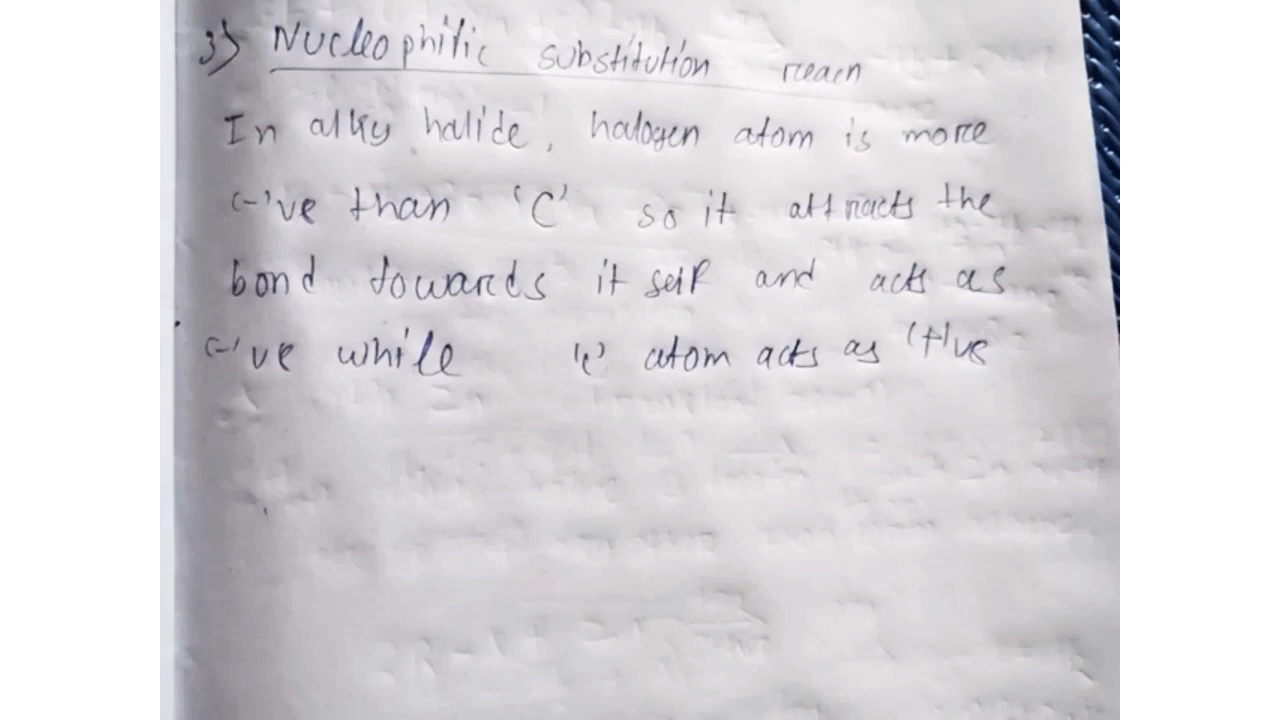 3) Nucleophilic substitution reacn
In alky halide, halogen atom is more
(-)'ve than 'C' so it attracts the
bond towards it self and acts as
(-)'ve while 'C' atom acts as (+)'ve